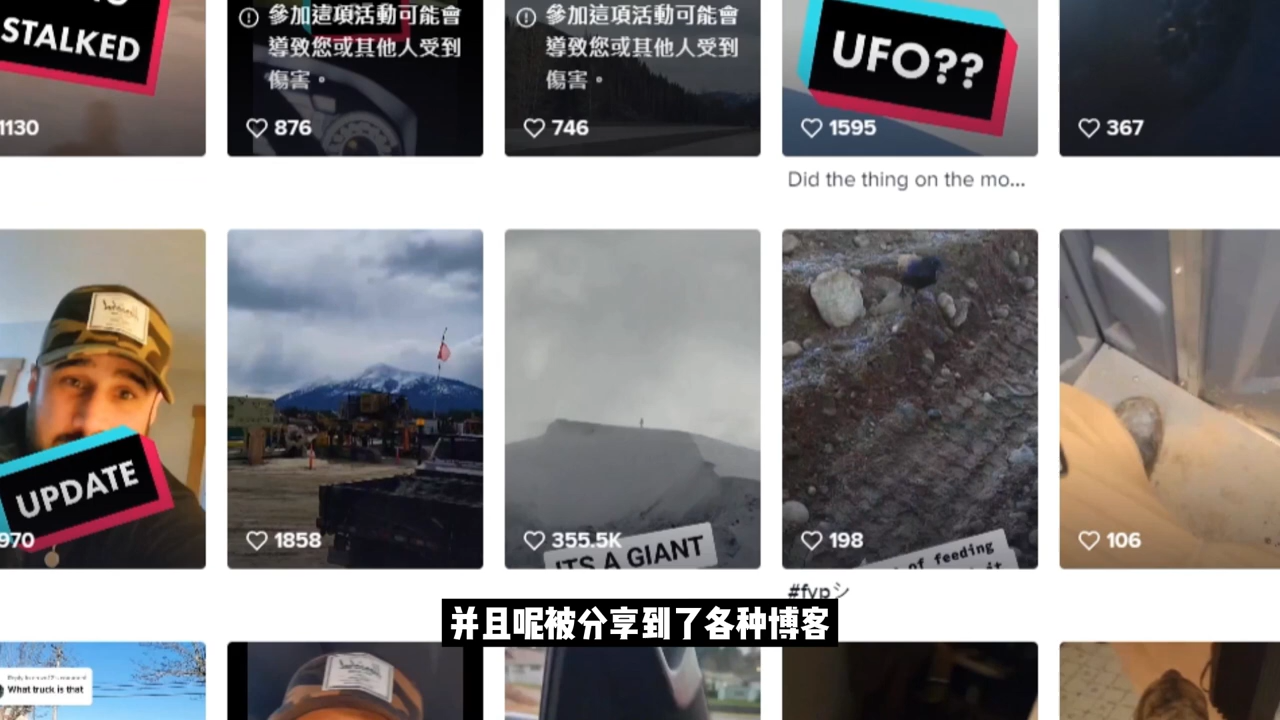 STALKED
1130
參加這項活動可能會
導致您或其他人受到
傷害。
876
參加這項活動可能會
導致您或其他人受到
傷害。
746
UFO??
1595
367
Did the thing on the mo...
UPDATE
970
1858
ITS A GIANT
355.5K
of feeding
198
106
#fypシ
并且呢被分享到了各种博客
What truck is that